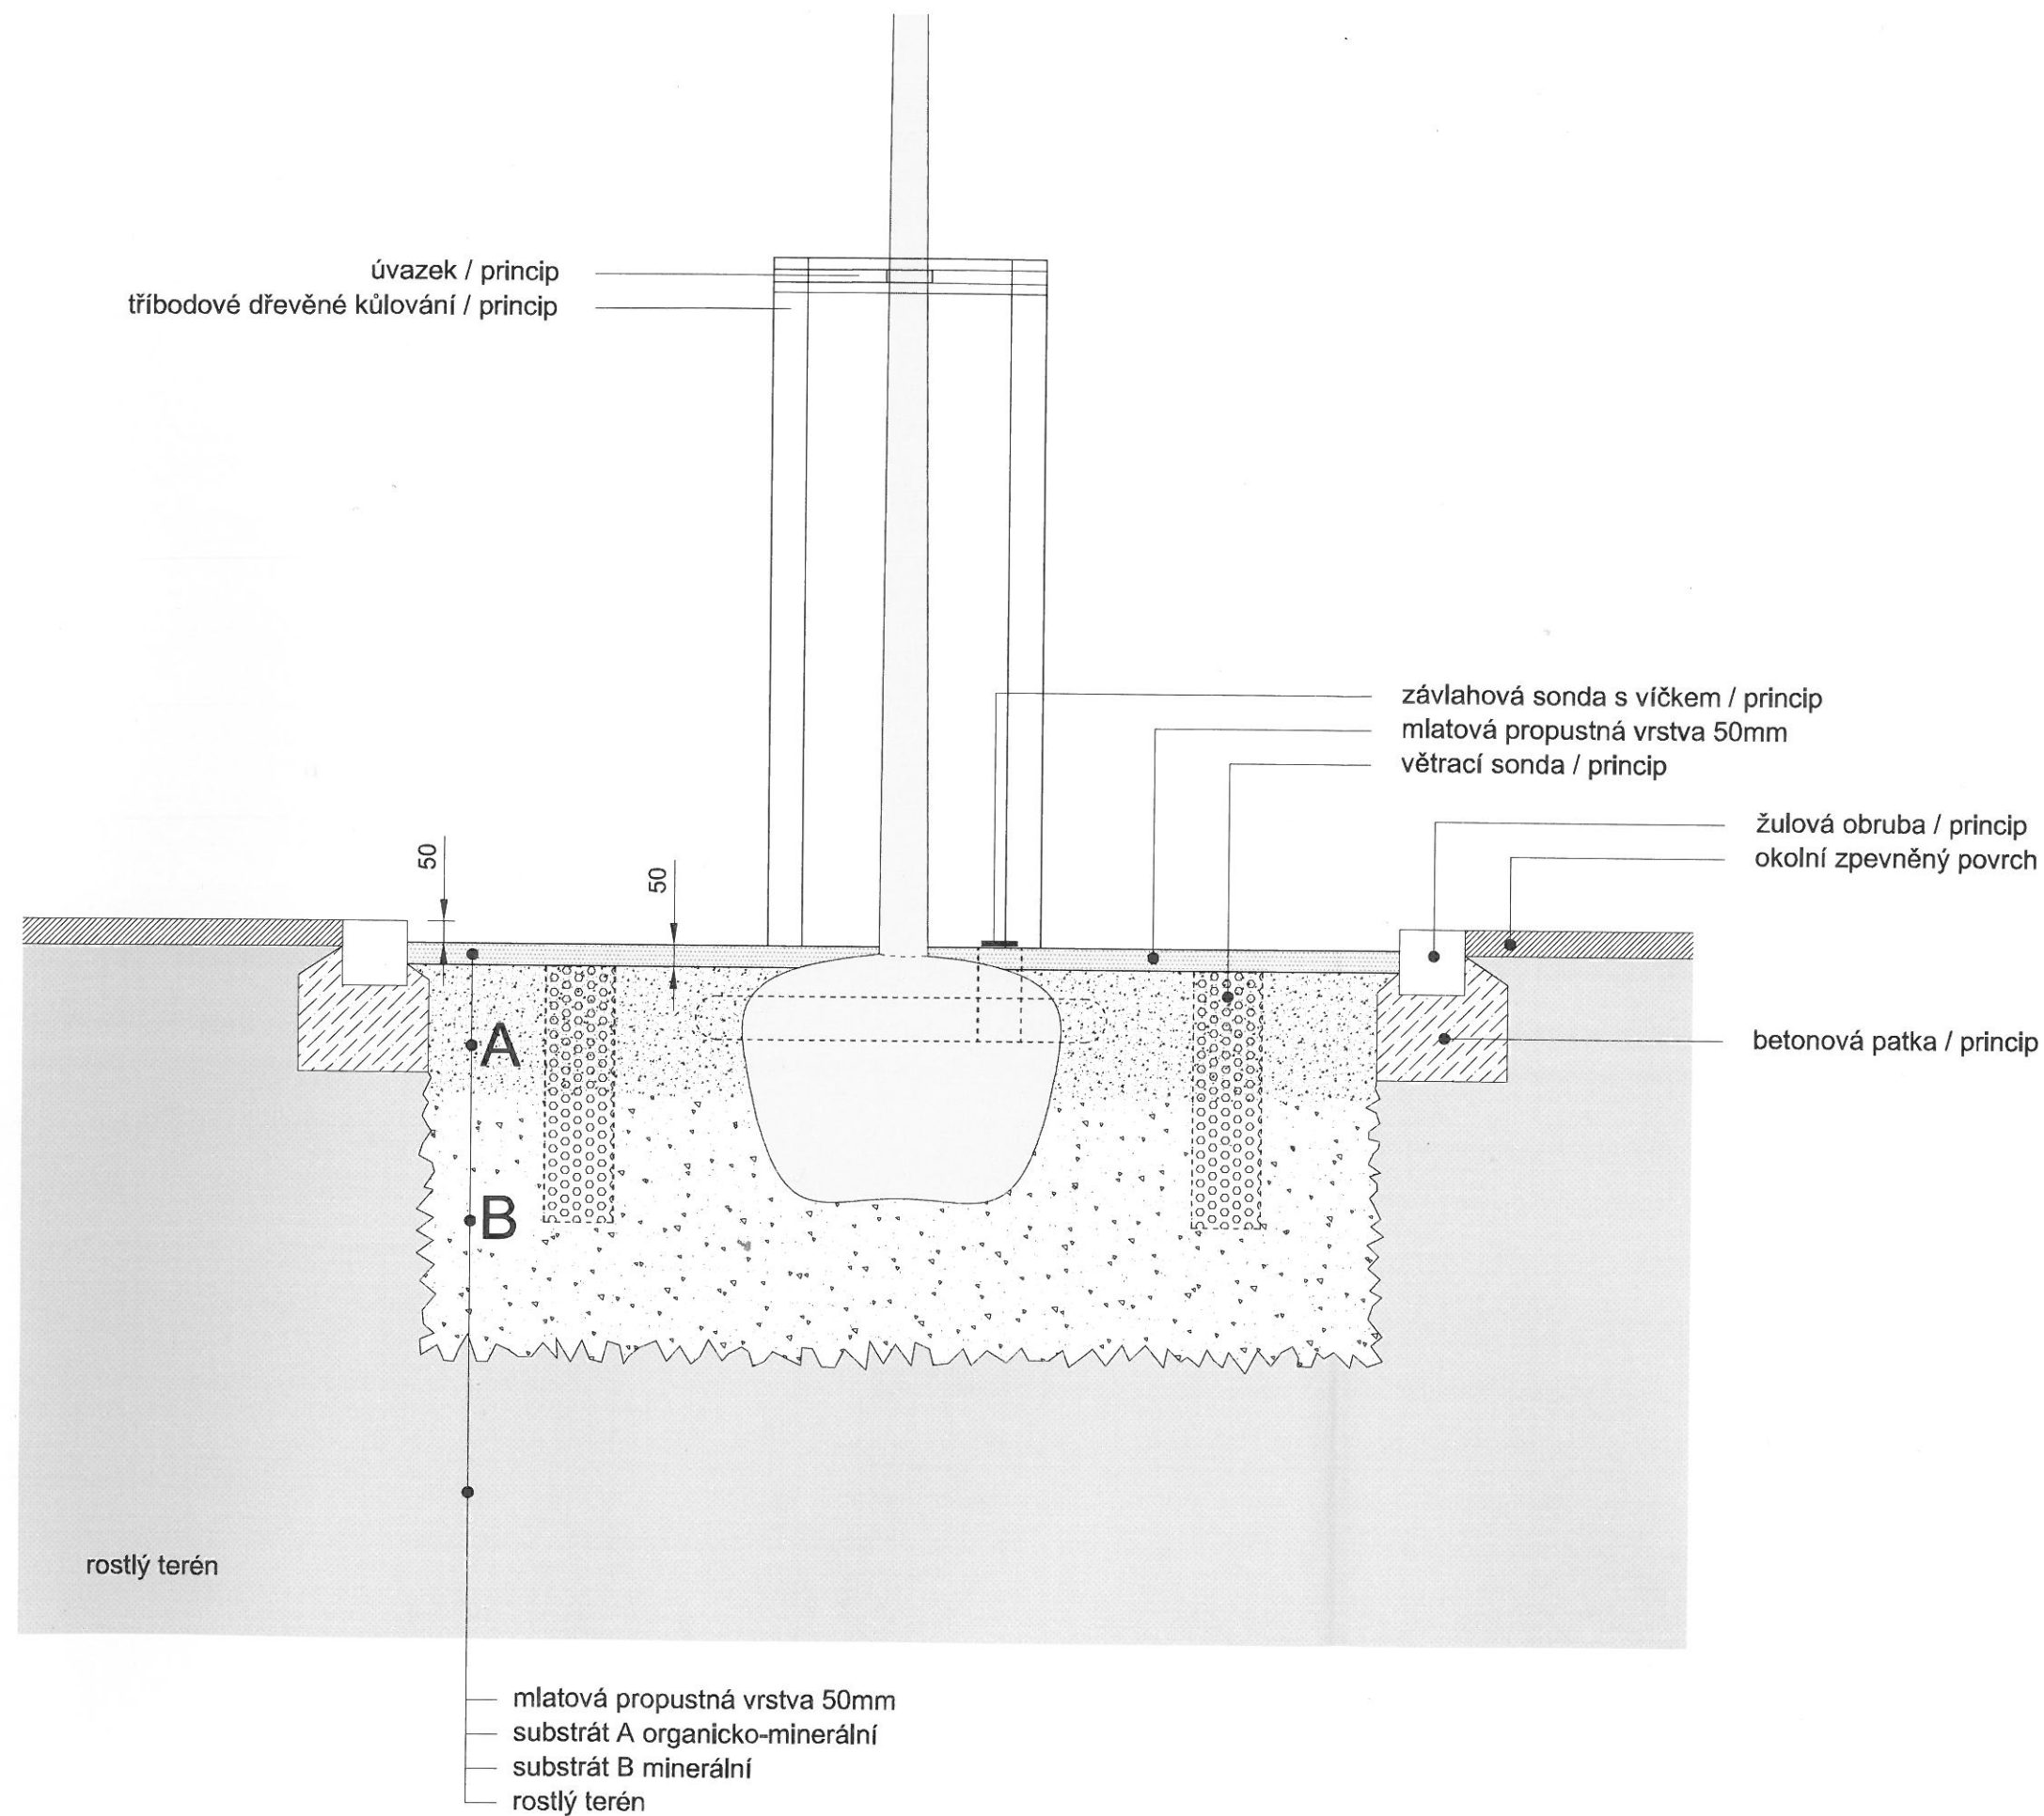 úvazek / princip
tříbodové dřevěné kůlování / princip
závlahová sonda s víčkem / princip
mlatová propustná vrstva 50mm
větrací sonda / princip
žulová obruba / princip
okolní zpevněný povrch
50
50
A
betonová patka / princip
B
rostlý terén
mlatová propustná vrstva 50mm
substrát A organicko-minerální
substrát B minerální
rostlý terén